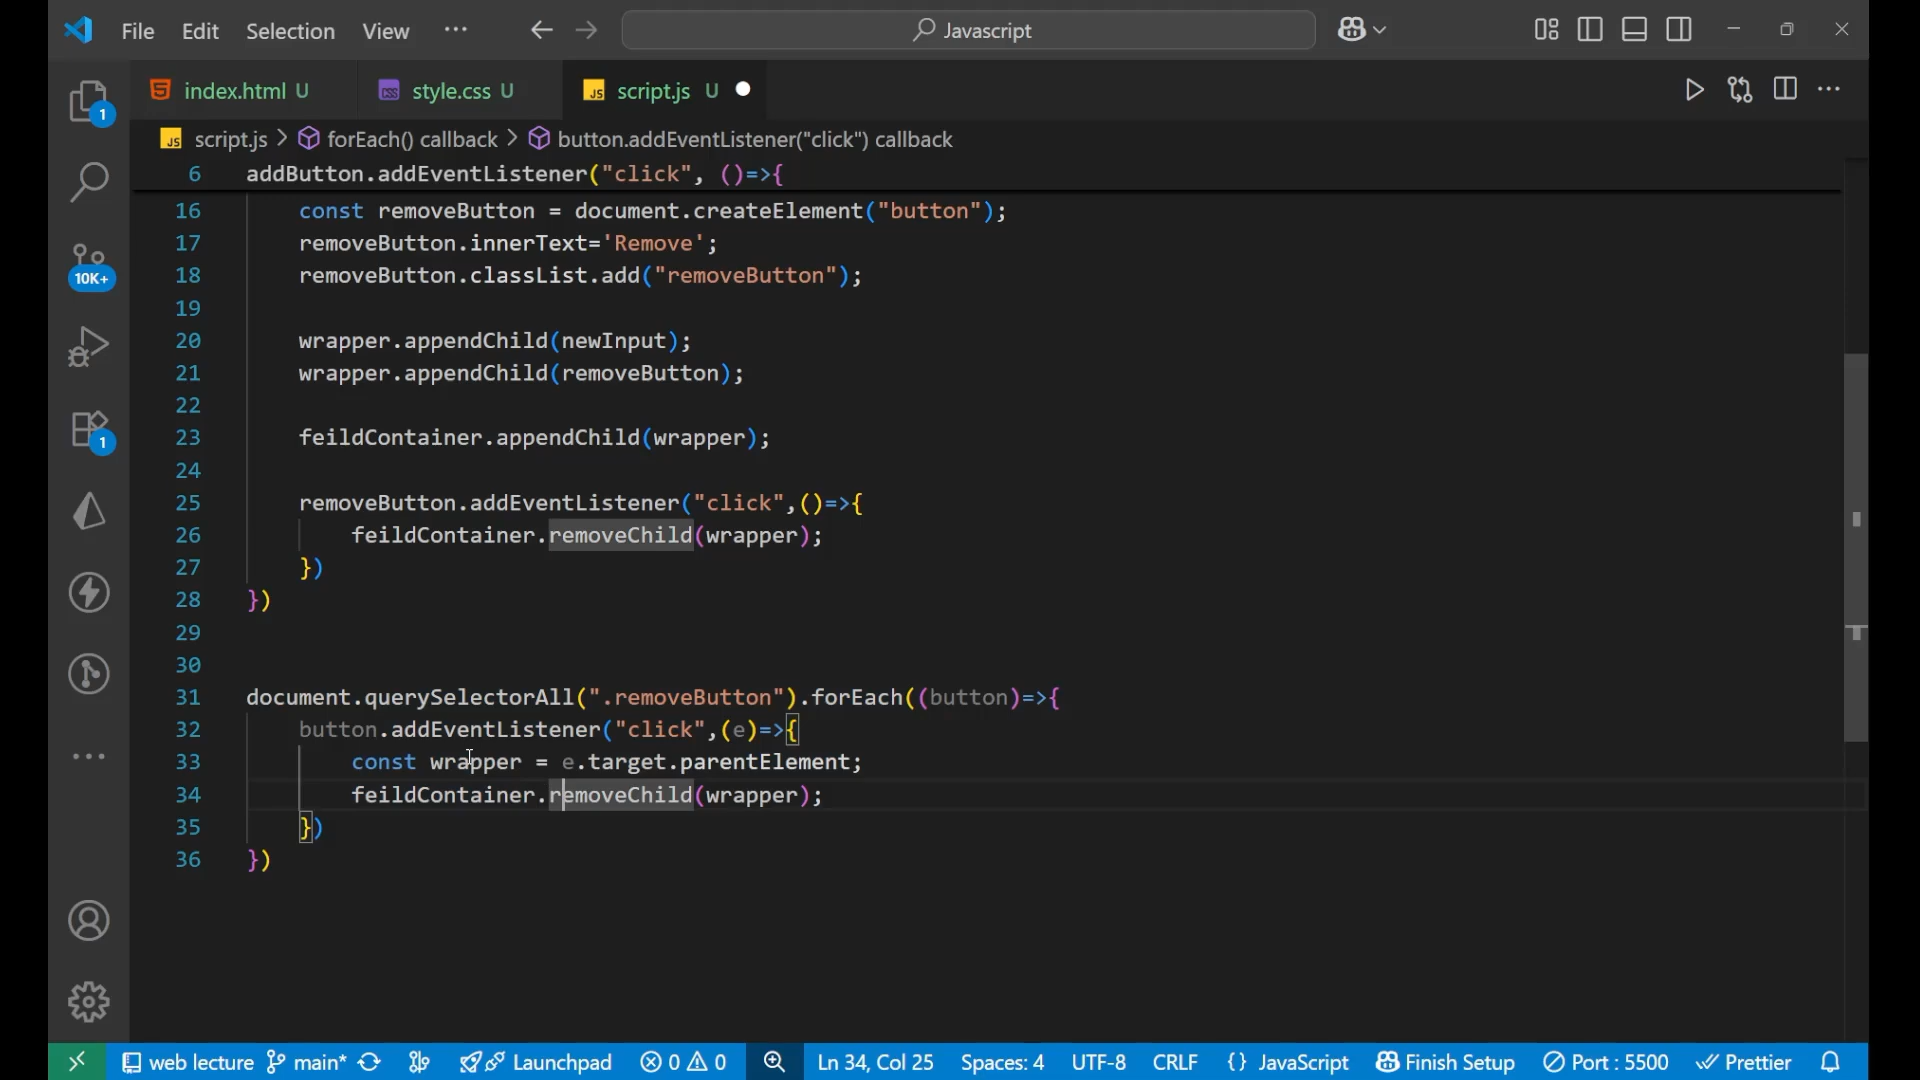 File Edit Selection View ··· Javascript
index.html U style.css U script.js U
script.js > forEach() callback > button.addEventListener("click") callback
6 addButton.addEventListener("click", ()=>{
16 const removeButton = document.createElement("button");
17 removeButton.innerText='Remove';
18 removeButton.classList.add("removeButton");
19
20 wrapper.appendChild(newInput);
21 wrapper.appendChild(removeButton);
22
23 feildContainer.appendChild(wrapper);
24
25 removeButton.addEventListener("click",()=>{
26 feildContainer.removeChild(wrapper);
27 })
28 })
29
30
31 document.querySelectorAll(".removeButton").forEach((button)=>{
32 button.addEventListener("click",(e)=>{
33 const wrapper = e.target.parentElement;
34 feildContainer.removeChild(wrapper);
35 })
36 })
1
10K+
1
web lecture main* Launchpad 0 0 Ln 34, Col 25 Spaces: 4 UTF-8 CRLF {} JavaScript Finish Setup Port : 5500 Prettier